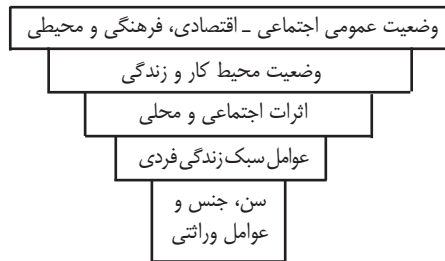 وضعیت عمومی اجتماعی ـ اقتصادی، فرهنگی و محیطی
وضعیت محیط کار و زندگی
اثرات اجتماعی و محلی
عوامل سبک زندگی فردی
سن، جنس و
عوامل وراثتی